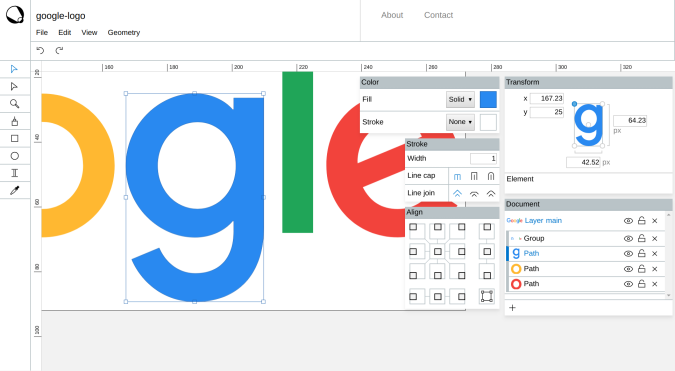 google-logo
About
Contact
File
Edit
View
Geometry
160
180
200
220
240
260
280
300
320
20
40
60
80
100
ogle
Color
Fill
Solid
Stroke
None
Stroke
Width
1
Line cap
Line join
Align
Transform
x
167.23
y
25
g
64.23
px
42.52
px
Element
Document
Google
Layer main
Group
g
Path
Path
Path